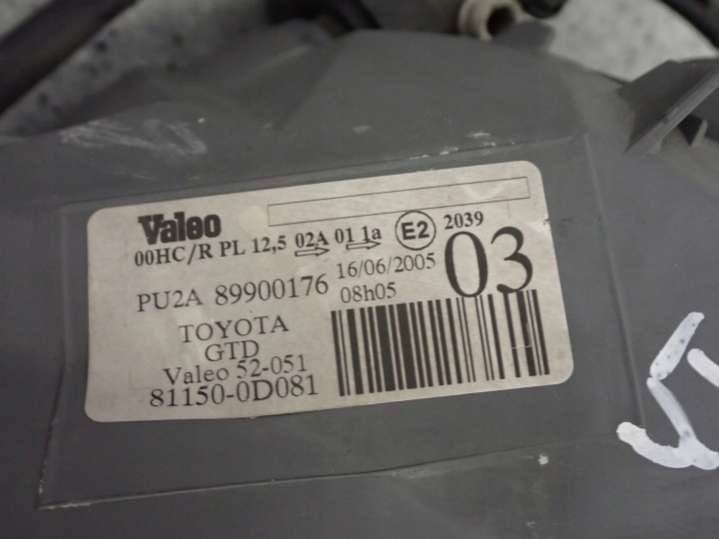 Valeo
00HC/R PL 12,5 02A 01 1a E2 2039
PU2A 89900176 16/06/2005 03
08h05
TOYOTA
GTD
Valeo 52-051
81150-0D081